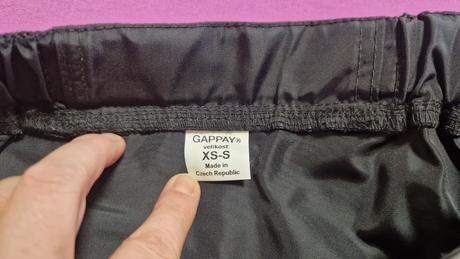 GAPPAY®
velikost
XS-S
Made in
Czech Republic